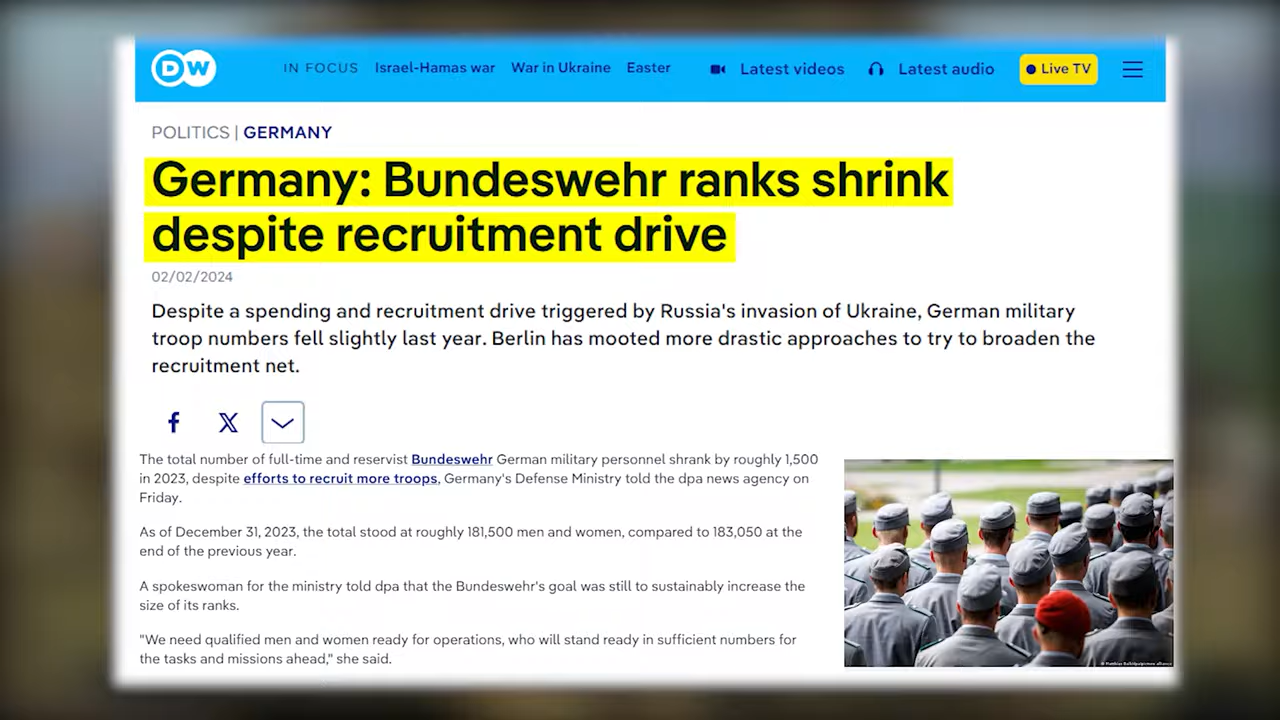 DW
IN FOCUS Israel-Hamas war War in Ukraine Easter Latest videos Latest audio Live TV
POLITICS | GERMANY
Germany: Bundeswehr ranks shrink
despite recruitment drive
02/02/2024
Despite a spending and recruitment drive triggered by Russia's invasion of Ukraine, German military
troop numbers fell slightly last year. Berlin has mooted more drastic approaches to try to broaden the
recruitment net.
The total number of full-time and reservist Bundeswehr German military personnel shrank by roughly 1,500
in 2023, despite efforts to recruit more troops, Germany's Defense Ministry told the dpa news agency on
Friday.
As of December 31, 2023, the total stood at roughly 181,500 men and women, compared to 183,050 at the
end of the previous year.
A spokeswoman for the ministry told dpa that the Bundeswehr's goal was still to sustainably increase the
size of its ranks.
"We need qualified men and women ready for operations, who will stand ready in sufficient numbers for
the tasks and missions ahead," she said.